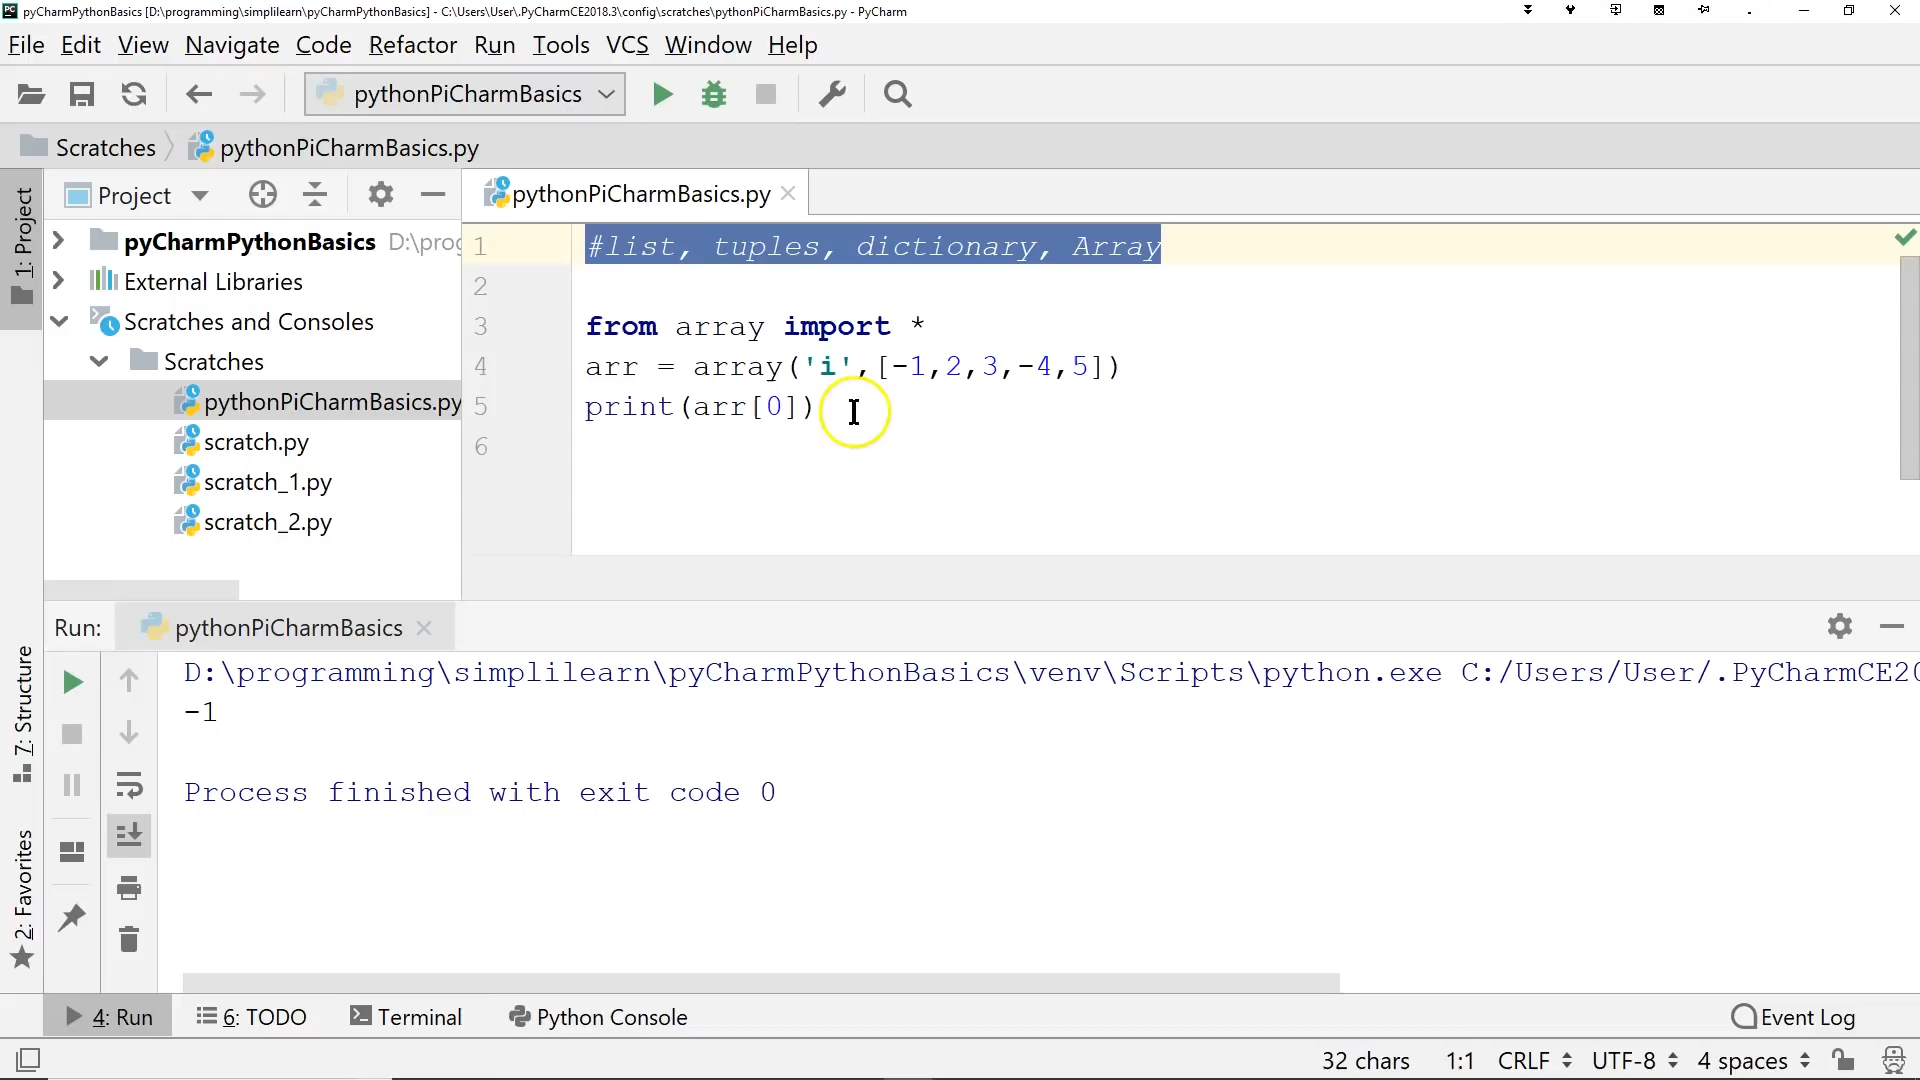 PC pyCharmPythonBasics [D:\programming\simplilearn\pyCharmPythonBasics] - C:\Users\User\.PyCharmCE2018.3\config\scratches\pythonPiCharmBasics.py - PyCharm
File Edit View Navigate Code Refactor Run Tools VCS Window Help
pythonPiCharmBasics
Scratches pythonPiCharmBasics.py
1: Project
Project
pythonPiCharmBasics.py
pyCharmPythonBasics D:\prog
External Libraries
Scratches and Consoles
Scratches
pythonPiCharmBasics.py
scratch.py
scratch_1.py
scratch_2.py
1 #list, tuples, dictionary, Array
2
3 from array import *
4 arr = array('i',[-1,2,3,-4,5])
5 print(arr[0])
6
Run: pythonPiCharmBasics
7: Structure
2: Favorites
D:\programming\simplilearn\pyCharmPythonBasics\venv\Scripts\python.exe C:/Users/User/.PyCharmCE20
-1
Process finished with exit code 0
4: Run 6: TODO Terminal Python Console Event Log
32 chars 1:1 CRLF UTF-8 4 spaces